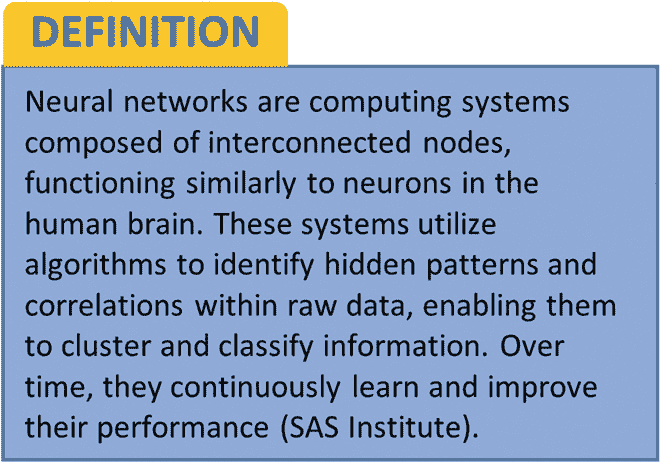 DEFINITION
Neural networks are computing systems
composed of interconnected nodes,
functioning similarly to neurons in the
human brain. These systems utilize
algorithms to identify hidden patterns and
correlations within raw data, enabling them
to cluster and classify information. Over
time, they continuously learn and improve
their performance (SAS Institute).